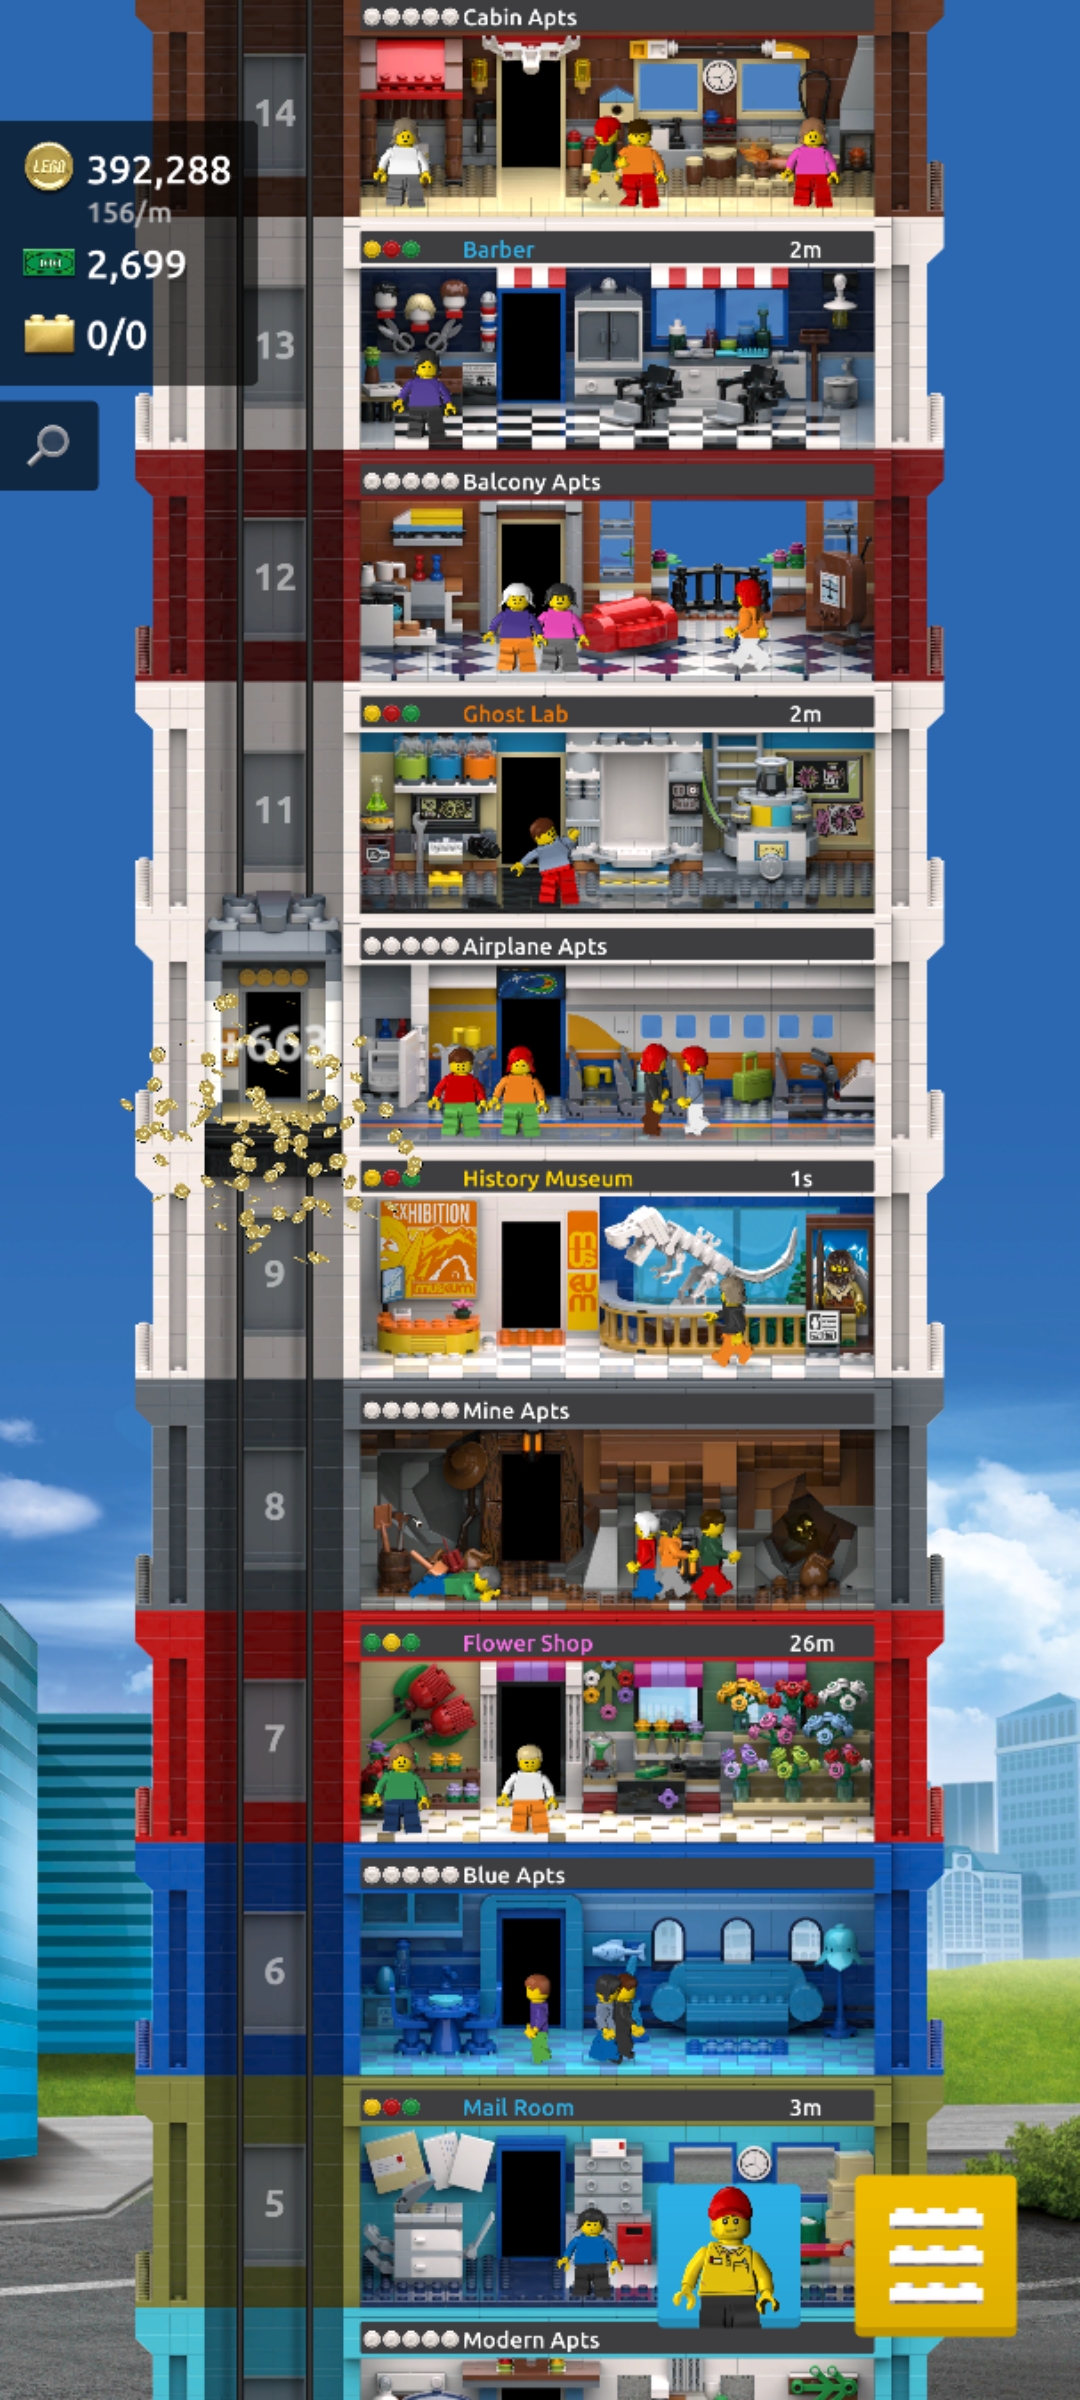 Cabin Apts
14
LEGO
392,288
156/m
2,699
0/0
Barber 2m
13
Balcony Apts
12
Ghost Lab 2m
11
Airplane Apts
+663
History Museum 1s
EXHIBITION
museum
museum
9
Mine Apts
8
Flower Shop 26m
7
Blue Apts
6
Mail Room 3m
5
Modern Apts